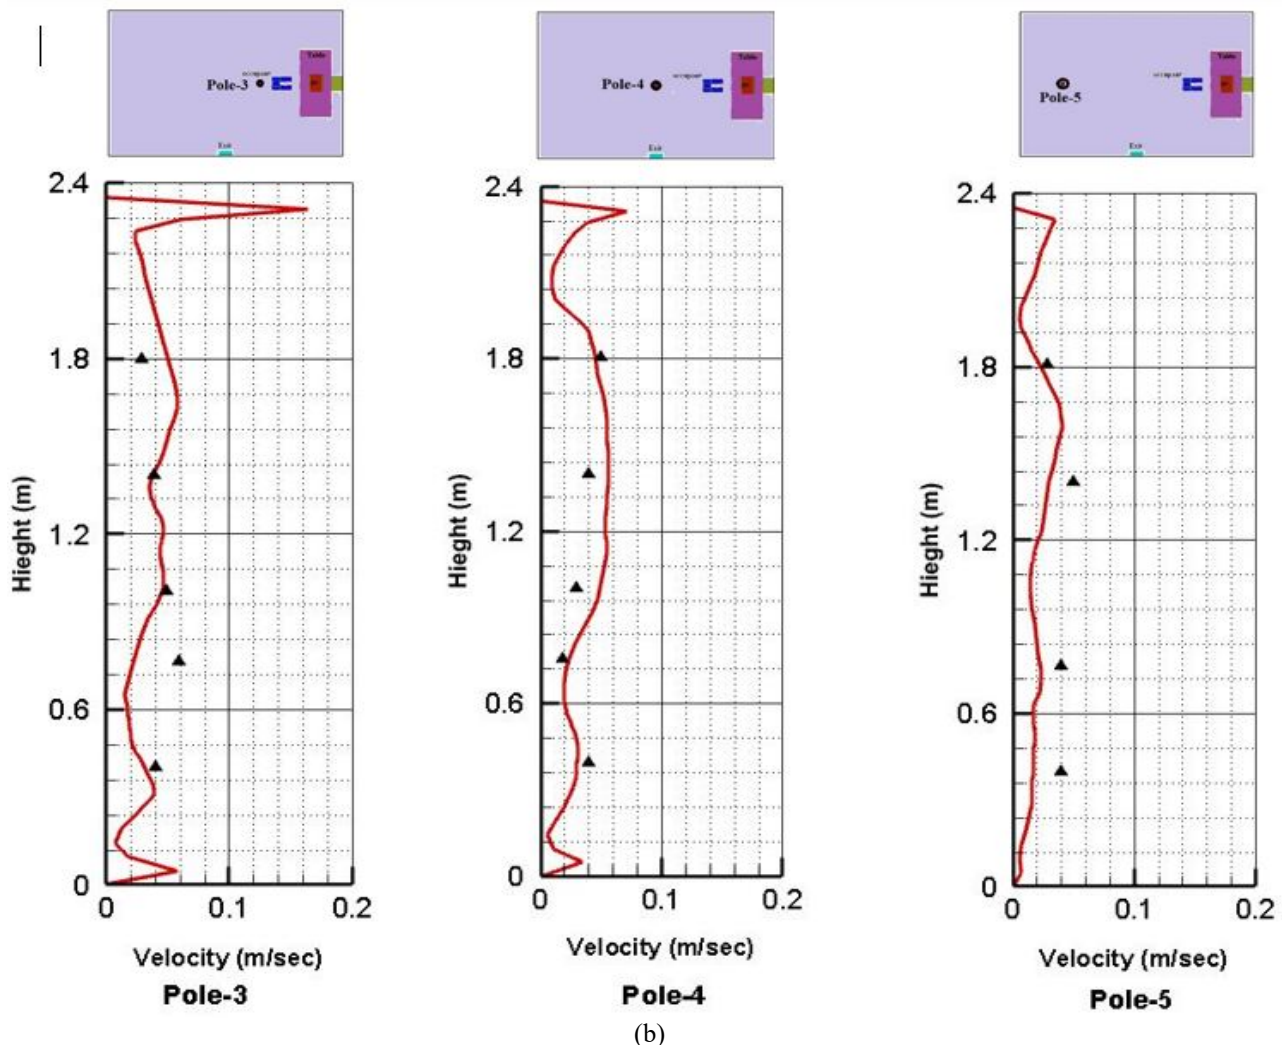 Table
occupant
Pole-3
Exit
Table
occupant
Pole-4
Exit
Table
occupant
Pole-5
Exit
2.4
1.8
1.2
0.6
0
Hieght (m)
0 0.1 0.2
Velocity (m/sec)
Pole-3
2.4
1.8
1.2
0.6
0
Hieght (m)
0 0.1 0.2
Velocity (m/sec)
Pole-4
2.4
1.8
1.2
0.6
0
Hieght (m)
0 0.1 0.2
Velocity (m/sec)
Pole-5
(b)